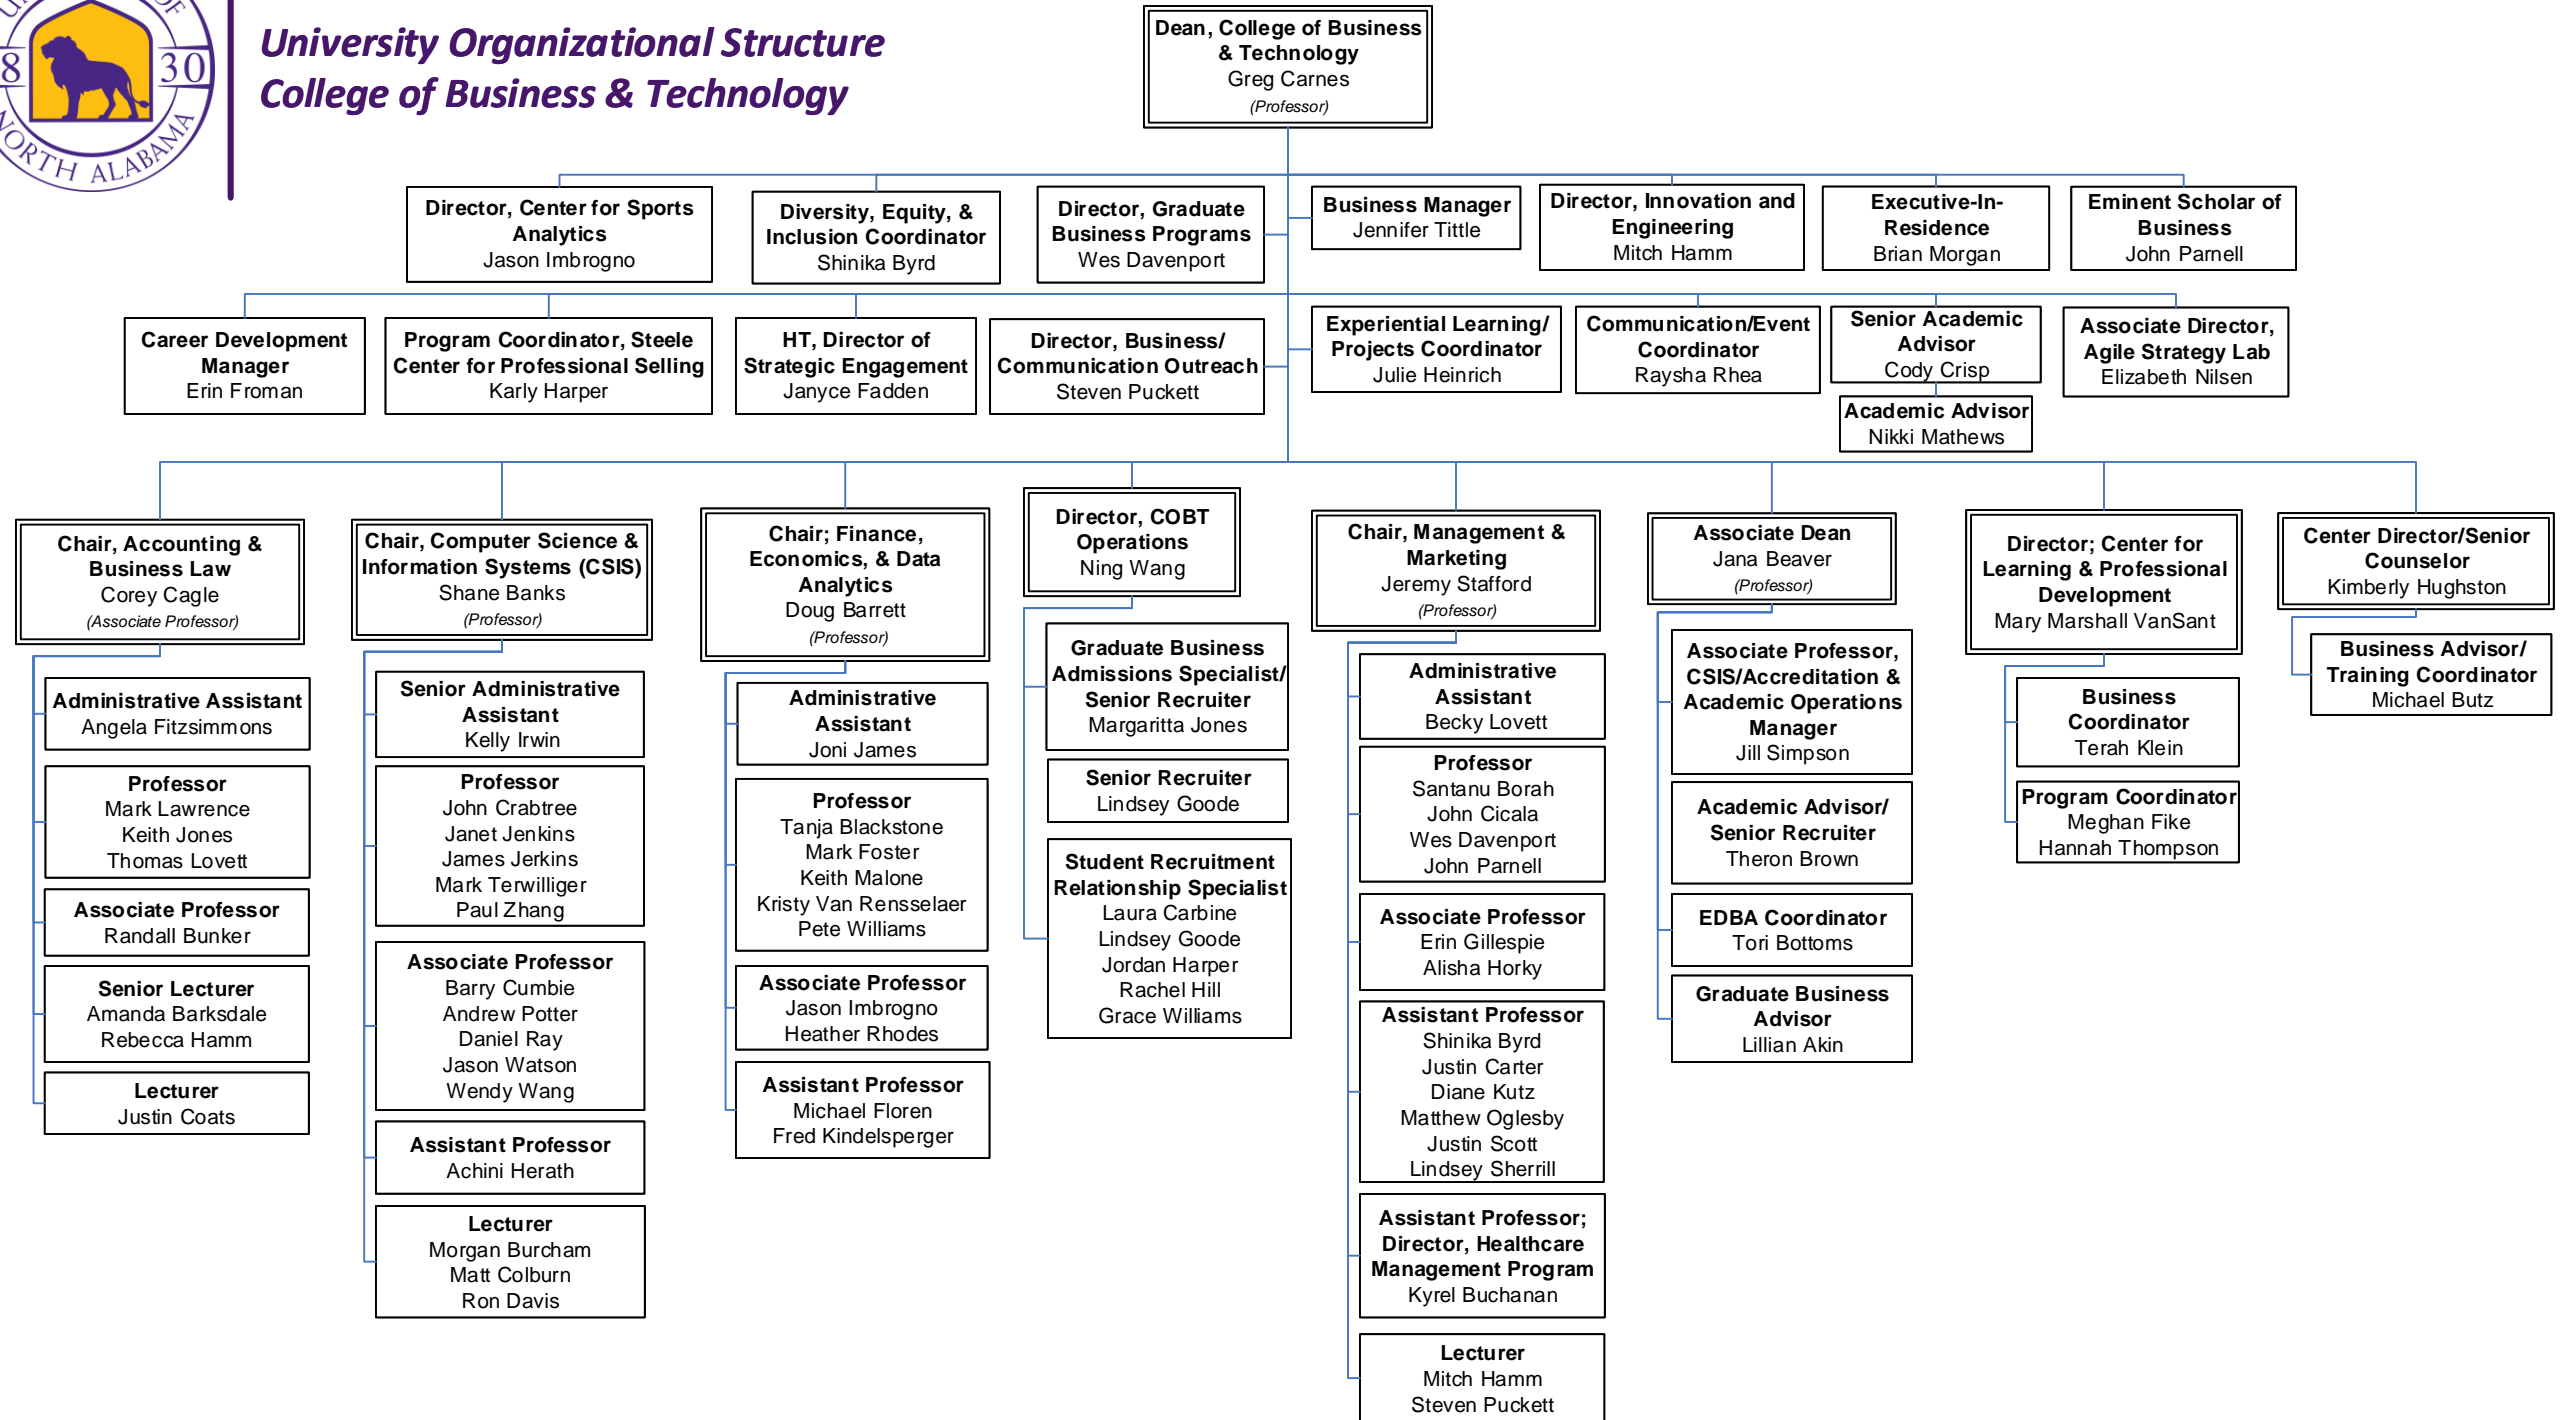 8
30
NORTH ALABAMA
University Organizational Structure
College of Business & Technology
Dean, College of Business
& Technology
Greg Carnes
(Professor)
Director, Center for Sports
Analytics
Jason Imbrogno
Diversity, Equity, &
Inclusion Coordinator
Shinika Byrd
Director, Graduate
Business Programs
Wes Davenport
Business Manager
Jennifer Tittle
Director, Innovation and
Engineering
Mitch Hamm
Executive-In-
Residence
Brian Morgan
Eminent Scholar of
Business
John Parnell
Career Development
Manager
Erin Froman
Program Coordinator, Steele
Center for Professional Selling
Karly Harper
HT, Director of
Strategic Engagement
Janyce Fadden
Director, Business/
Communication Outreach
Steven Puckett
Experiential Learning/
Projects Coordinator
Julie Heinrich
Communication/Event
Coordinator
Raysha Rhea
Senior Academic
Advisor
Cody Crisp
Academic Advisor
Nikki Mathews
Associate Director,
Agile Strategy Lab
Elizabeth Nilsen
Chair, Accounting &
Business Law
Corey Cagle
(Associate Professor)
Administrative Assistant
Angela Fitzsimmons
Professor
Mark Lawrence
Keith Jones
Thomas Lovett
Associate Professor
Randall Bunker
Senior Lecturer
Amanda Barksdale
Rebecca Hamm
Lecturer
Justin Coats
Chair, Computer Science &
Information Systems (CSIS)
Shane Banks
(Professor)
Senior Administrative
Assistant
Kelly Irwin
Professor
John Crabtree
Janet Jenkins
James Jerkins
Mark Terwilliger
Paul Zhang
Associate Professor
Barry Cumbie
Andrew Potter
Daniel Ray
Jason Watson
Wendy Wang
Assistant Professor
Achini Herath
Lecturer
Morgan Burcham
Matt Colburn
Ron Davis
Chair; Finance,
Economics, & Data
Analytics
Doug Barrett
(Professor)
Administrative
Assistant
Joni James
Professor
Tanja Blackstone
Mark Foster
Keith Malone
Kristy Van Rensselaer
Pete Williams
Associate Professor
Jason Imbrogno
Heather Rhodes
Assistant Professor
Michael Floren
Fred Kindelsperger
Director, COBT
Operations
Ning Wang
Graduate Business
Admissions Specialist/
Senior Recruiter
Margaritta Jones
Senior Recruiter
Lindsey Goode
Student Recruitment
Relationship Specialist
Laura Carbine
Lindsey Goode
Jordan Harper
Rachel Hill
Grace Williams
Chair, Management &
Marketing
Jeremy Stafford
(Professor)
Administrative
Assistant
Becky Lovett
Professor
Santanu Borah
John Cicala
Wes Davenport
John Parnell
Associate Professor
Erin Gillespie
Alisha Horky
Assistant Professor
Shinika Byrd
Justin Carter
Diane Kutz
Matthew Oglesby
Justin Scott
Lindsey Sherrill
Assistant Professor;
Director, Healthcare
Management Program
Kyrel Buchanan
Lecturer
Mitch Hamm
Steven Puckett
Associate Dean
Jana Beaver
(Professor)
Associate Professor,
CSIS/Accreditation &
Academic Operations
Manager
Jill Simpson
Academic Advisor/
Senior Recruiter
Theron Brown
EDBA Coordinator
Tori Bottoms
Graduate Business
Advisor
Lillian Akin
Director; Center for
Learning & Professional
Development
Mary Marshall VanSant
Business
Coordinator
Terah Klein
Program Coordinator
Meghan Fike
Hannah Thompson
Center Director/Senior
Counselor
Kimberly Hughston
Business Advisor/
Training Coordinator
Michael Butz